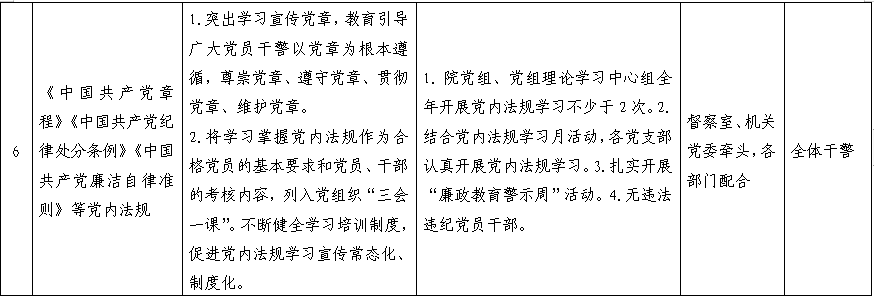 6
《中国共产党章
程》《中国共产党纪
律处分条例》《中国
共产党廉洁自律准
则》等党内法规
1.突出学习宣传党章，教育引导
广大党员干警以党章为根本遵
循，尊崇党章、遵守党章、贯彻
党章、维护党章。
2.将学习掌握党内法规作为合
格党员的基本要求和党员、干部
的考核内容，列入党组织“三会
一课”。不断健全学习培训制度，
促进党内法规学习宣传常态化、
制度化。
1. 院党组、党组理论学习中心组全
年开展党内法规学习不少于2次。2.
结合党内法规学习月活动，各党支部
认真开展党内法规学习。3.扎实开展
“廉政教育警示周”活动。4.无违法
违纪党员干部。
督察室、机关
党委牵头，各
部门配合
全体干警